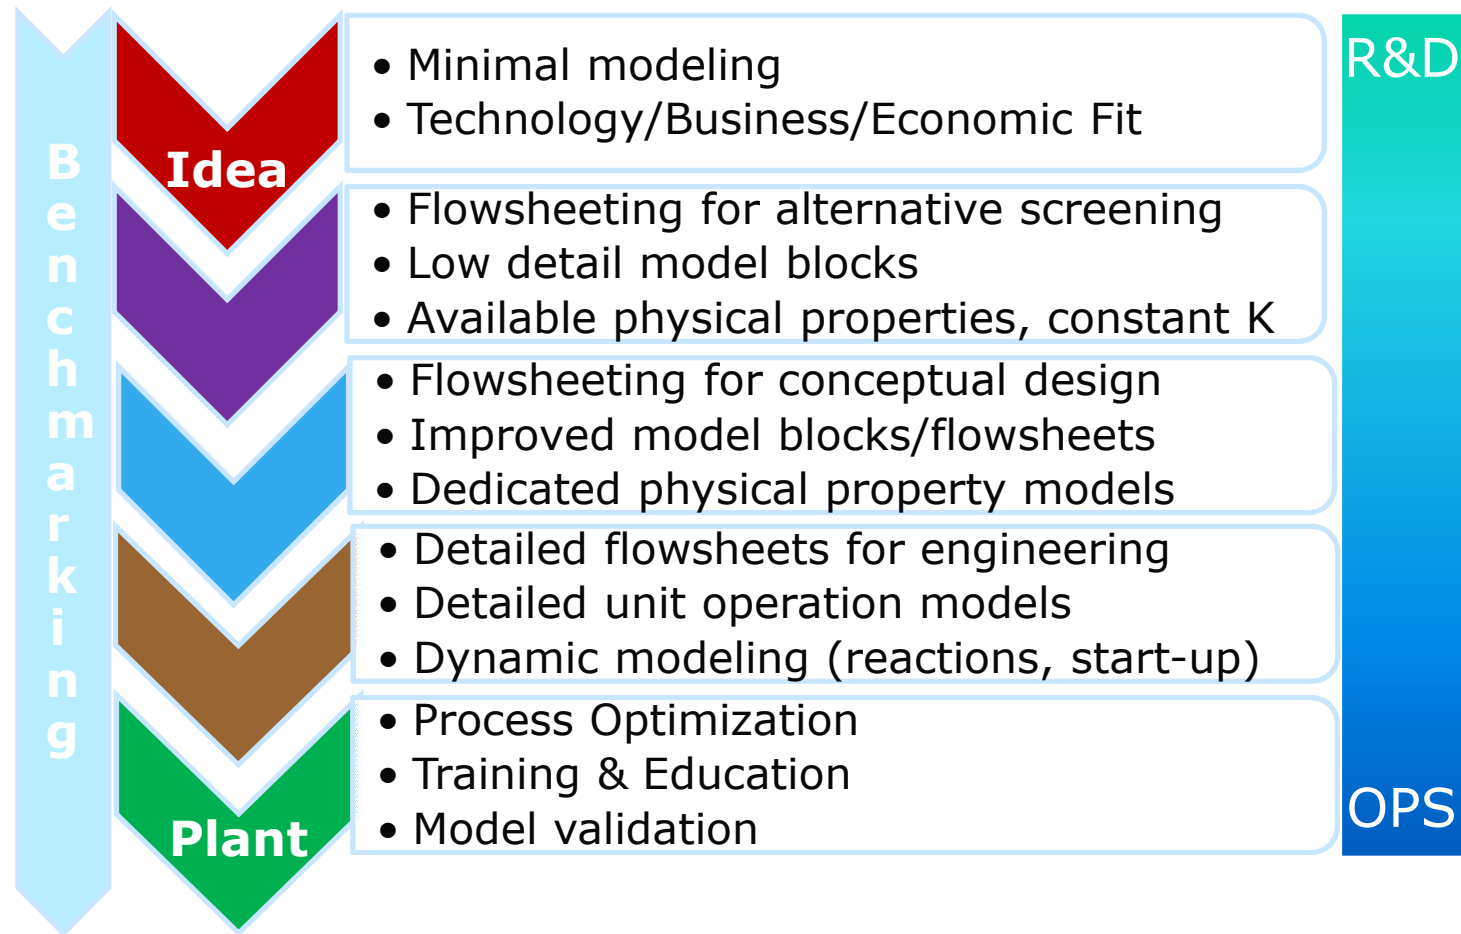 Benchmarking
Idea
• Minimal modeling
• Technology/Business/Economic Fit
• Flowsheeting for alternative screening
• Low detail model blocks
• Available physical properties, constant K
• Flowsheeting for conceptual design
• Improved model blocks/flowsheets
• Dedicated physical property models
• Detailed flowsheets for engineering
• Detailed unit operation models
• Dynamic modeling (reactions, start-up)
Plant
• Process Optimization
• Training & Education
• Model validation
R&D
OPS